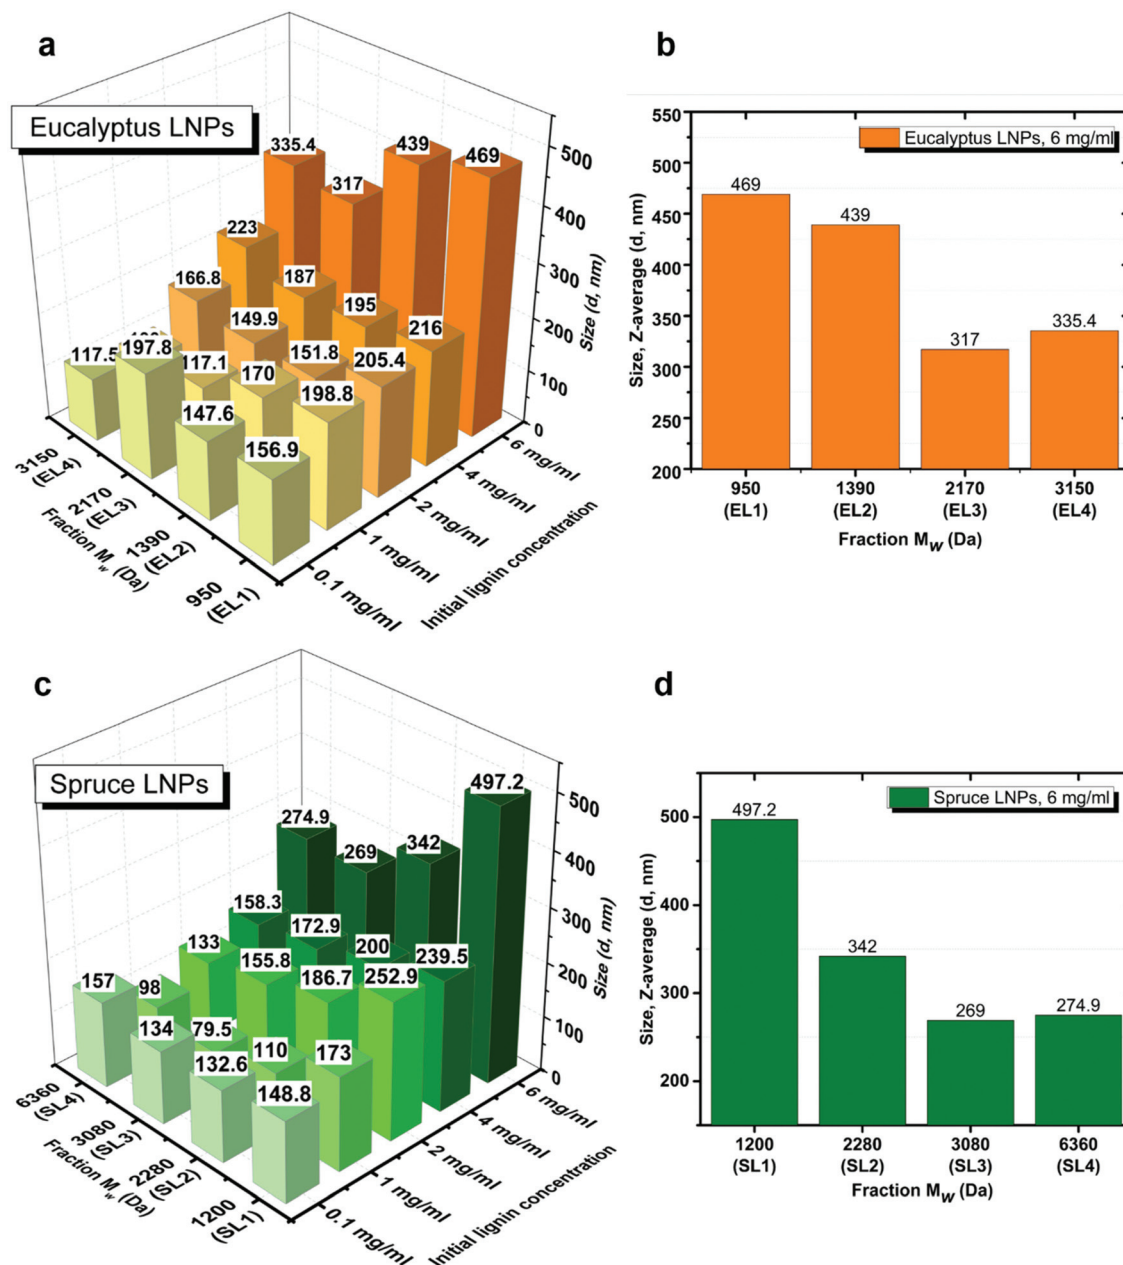 a
Eucalyptus LNPs
335.4
439
469
317
223
187
195
216
166.8
149.9
151.8
205.4
117.1
170
198.8
117.5
197.8
147.6
156.9
0
100
200
300
400
500
Size (d, nm)
3150
(EL4)
2170
(EL3)
1390
(EL2)
950
(EL1)
Fraction Mw (Da)
0.1 mg/ml
1 mg/ml
2 mg/ml
4 mg/ml
6 mg/ml
Initial lignin concentration
b
Eucalyptus LNPs, 6 mg/ml
550
500
450
400
350
300
250
200
Size, Z-average (d, nm)
469
439
317
335.4
950 1390 2170 3150
(EL1) (EL2) (EL3) (EL4)
Fraction Mw (Da)
c
Spruce LNPs
497.2
274.9
269
342
158.3
172.9
200
239.5
133
155.8
186.7
252.9
98
79.5
110
173
157
134
132.6
148.8
0
100
200
300
400
500
Size (d, nm)
6360
(SL4)
3080
(SL3)
2280
(SL2)
1200
(SL1)
Fraction Mw (Da)
0.1 mg/ml
1 mg/ml
2 mg/ml
4 mg/ml
6 mg/ml
Initial lignin concentration
d
Spruce LNPs, 6 mg/ml
500
400
300
200
Size, Z-average (d, nm)
497.2
342
269
274.9
1200 2280 3080 6360
(SL1) (SL2) (SL3) (SL4)
Fraction Mw (Da)